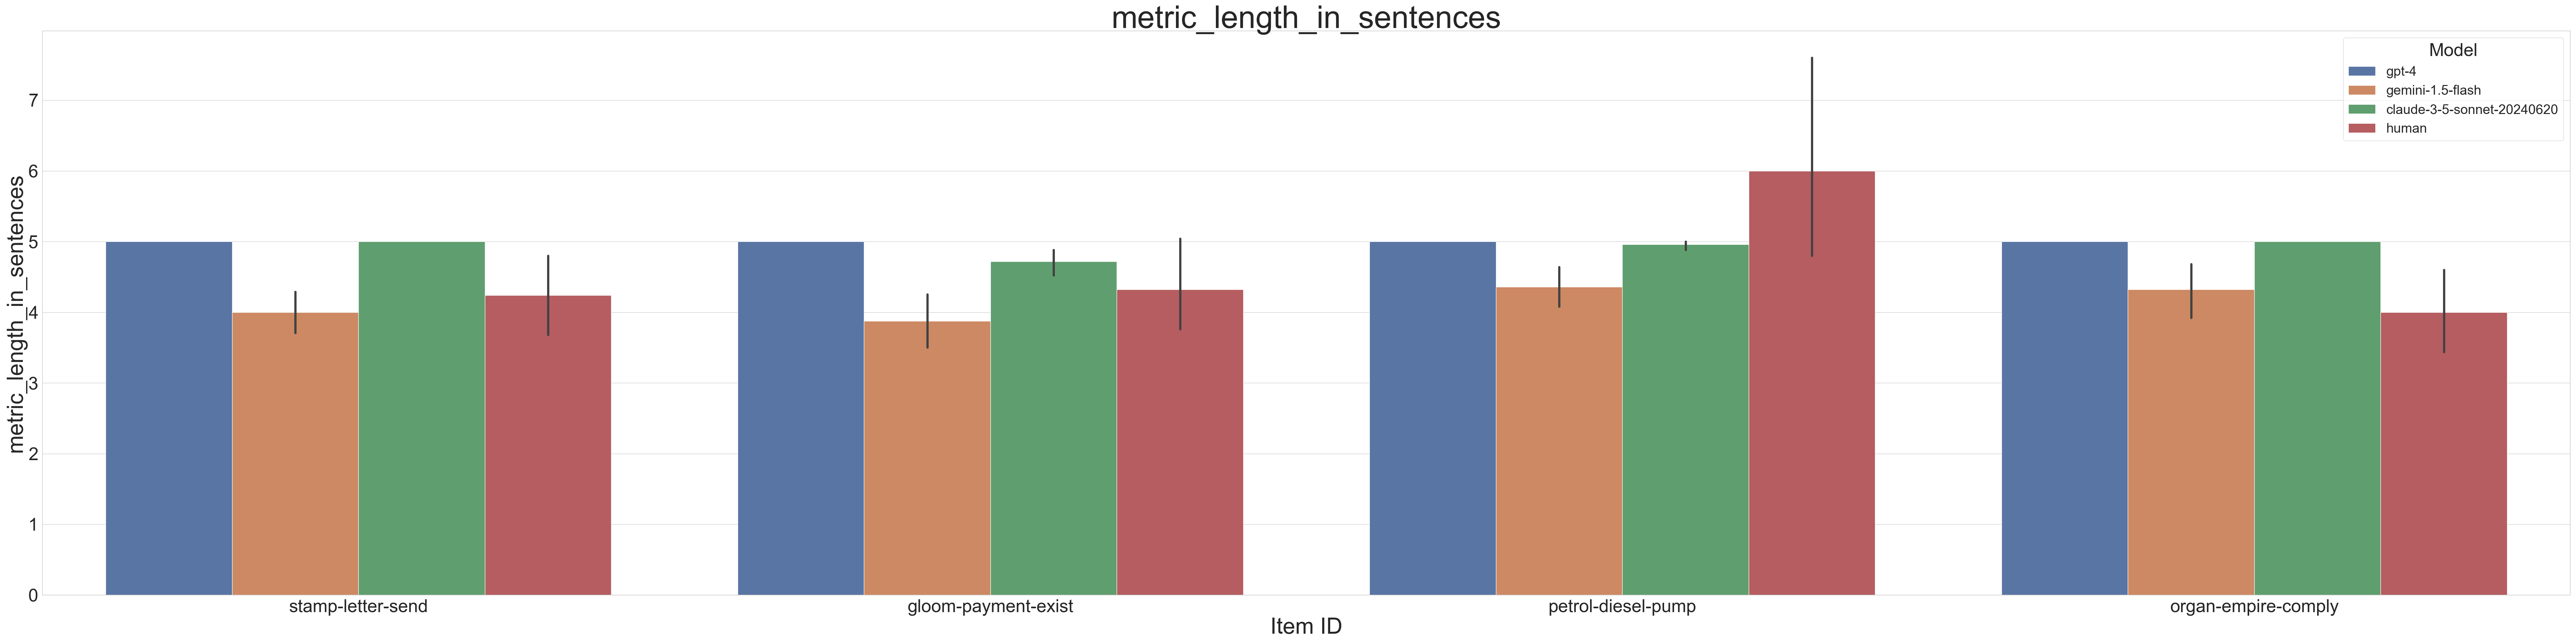 metric_length_in_sentences
metric_length_in_sentences
7
6
5
4
3
2
1
0
Model
gpt-4
gemini-1.5-flash
claude-3-5-sonnet-20240620
human
stamp-letter-send
gloom-payment-exist
petrol-diesel-pump
organ-empire-comply
Item ID